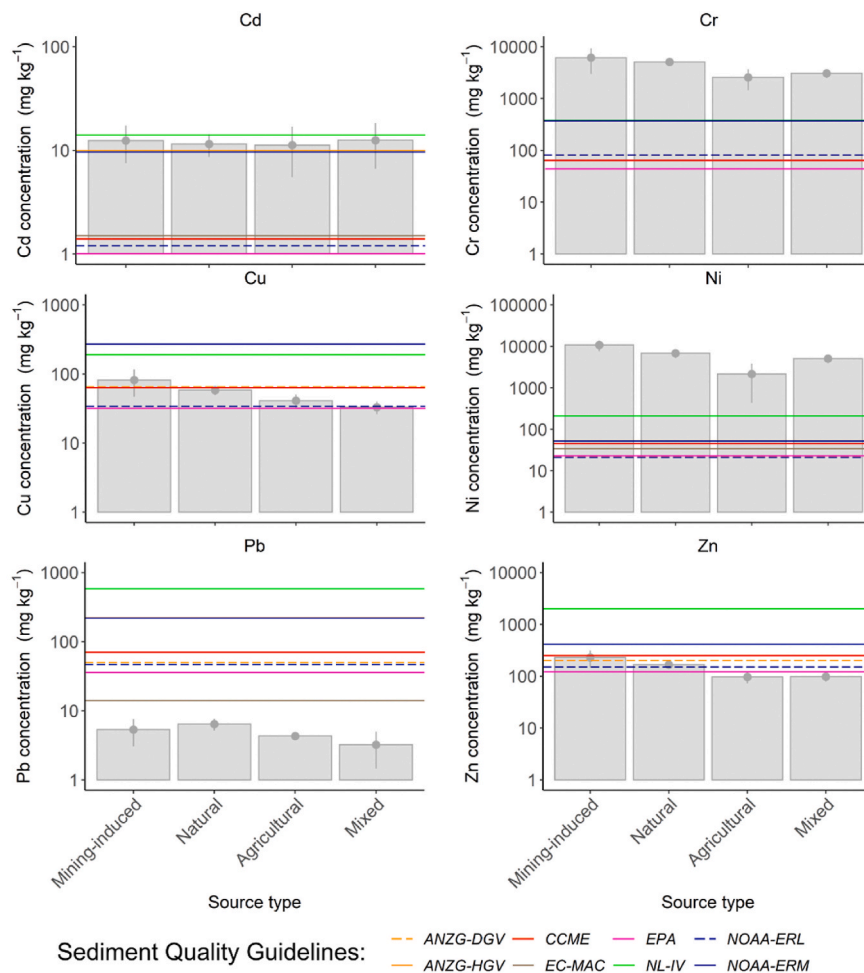 Cd
Cr
Cd concentration (mg kg⁻¹)
100
10
1
Cr concentration (mg kg⁻¹)
10000
1000
100
10
1
Cu
Ni
Cu concentration (mg kg⁻¹)
1000
100
10
1
Ni concentration (mg kg⁻¹)
100000
10000
1000
100
10
1
Pb
Zn
Pb concentration (mg kg⁻¹)
1000
100
10
1
Zn concentration (mg kg⁻¹)
10000
1000
100
10
1
Mining-induced
Natural
Agricultural
Mixed
Mining-induced
Natural
Agricultural
Mixed
Source type
Source type
Sediment Quality Guidelines:
ANZG-DGV CCME EPA NOAA-ERL
ANZG-HGV EC-MAC NL-IV NOAA-ERM